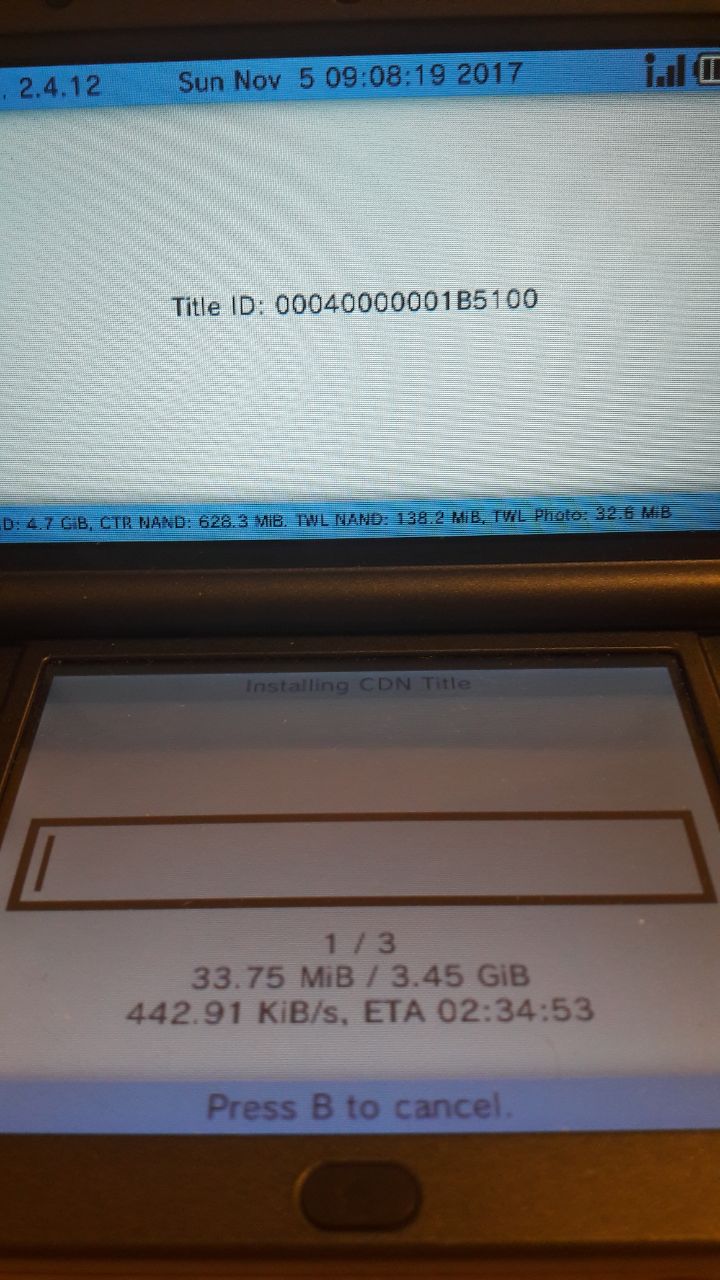 . 2.4.12 Sun Nov 5 09:08:19 2017
Title ID: 00040000001B5100
D: 4.7 GiB, CTR NAND: 628.3 MiB, TWL NAND: 138.2 MiB, TWL Photo: 32.6 MiB
Installing CDN Title
1 / 3
33.75 MiB / 3.45 GiB
442.91 KiB/s, ETA 02:34:53
Press B to cancel.